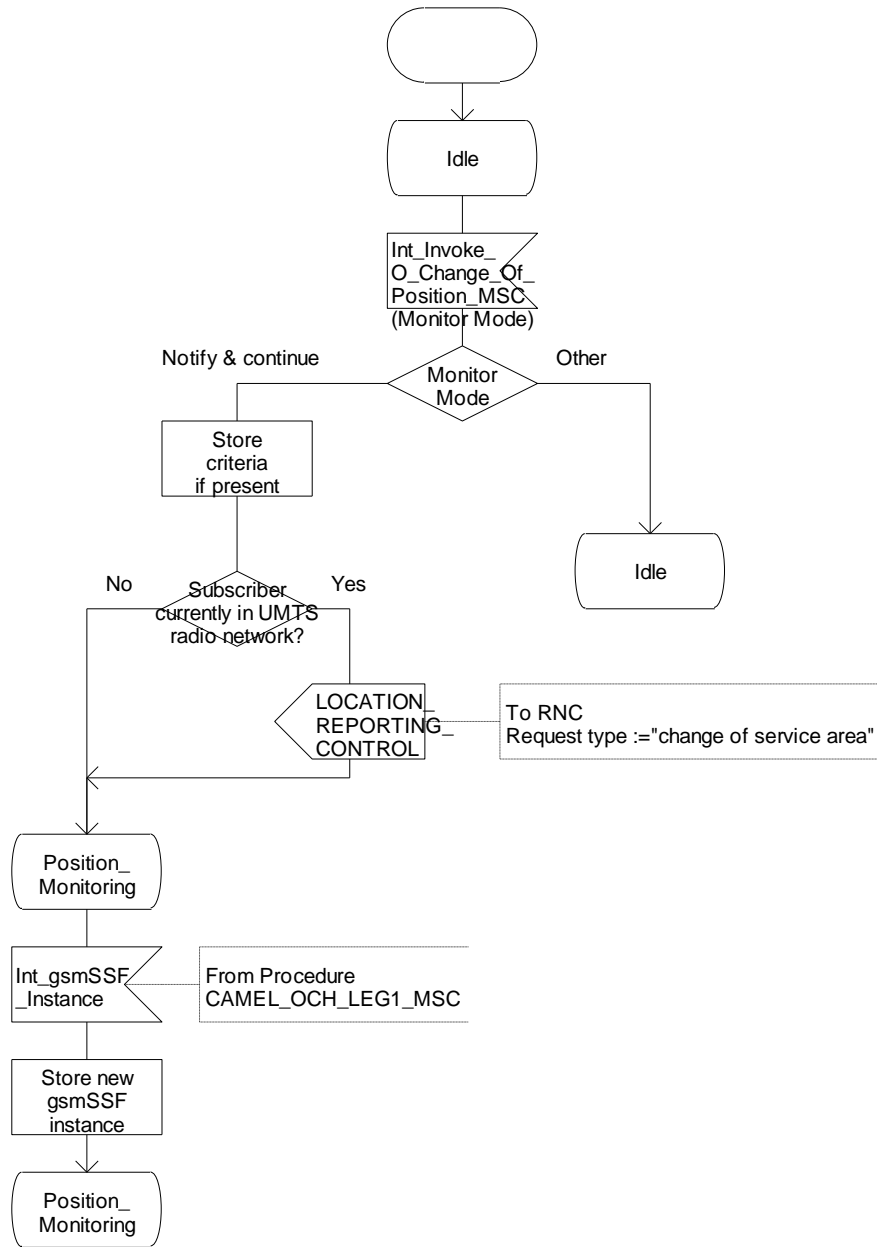 Idle
Int_Invoke_
O_Change_Of_
Position_MSC
(Monitor Mode)
Notify & continue
Monitor
Mode
Other
Store
criteria
if present
Idle
No
Subscriber
currently in UMTS
radio network?
Yes
LOCATION_
REPORTING_
CONTROL
To RNC
Request type :="change of service area"
Position_
Monitoring
Int_gsmSSF
_Instance
From Procedure
CAMEL_OCH_LEG1_MSC
Store new
gsmSSF
instance
Position_
Monitoring